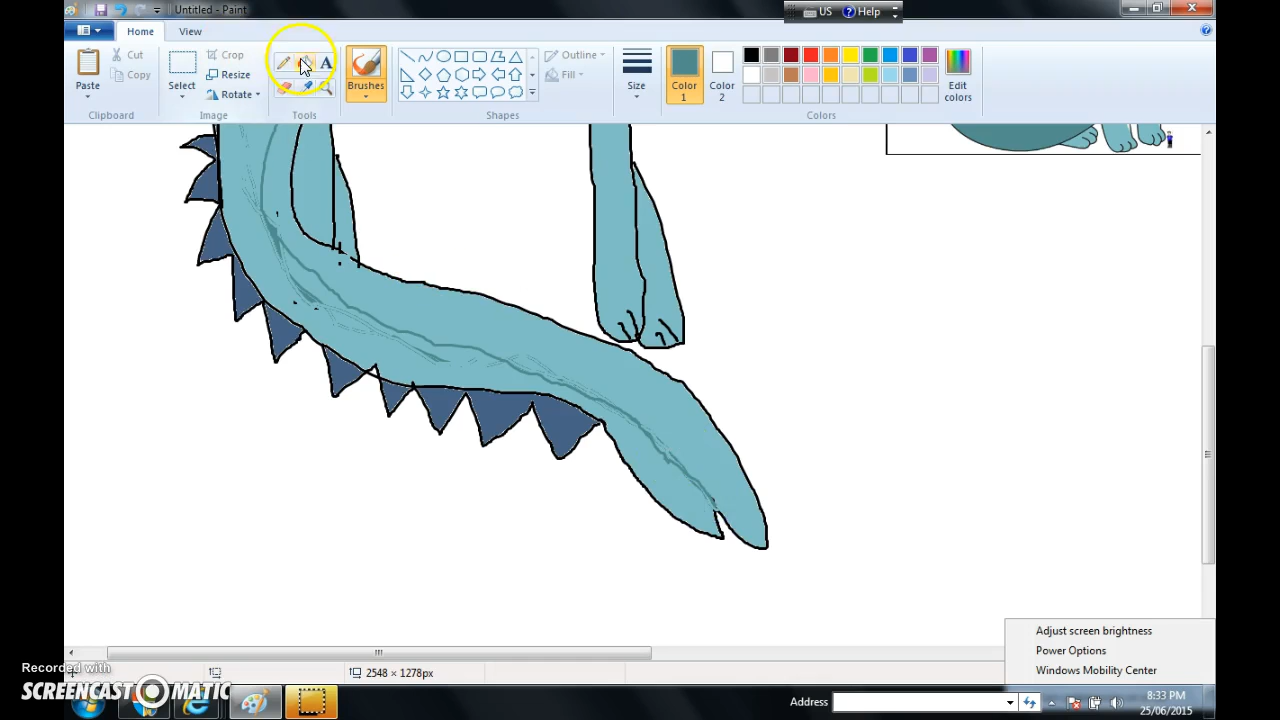 Untitled - Paint
US
Help
Home
View
Paste
Cut
Copy
Clipboard
Select
Crop
Resize
Rotate
Image
A
Tools
Brushes
Outline
Fill
Shapes
Size
Color 1
Color 2
Edit colors
Colors
Adjust screen brightness
Power Options
Windows Mobility Center
2548 × 1278px
Recorded with
SCREENCAST-O-MATIC
Address
8:33 PM
25/06/2015